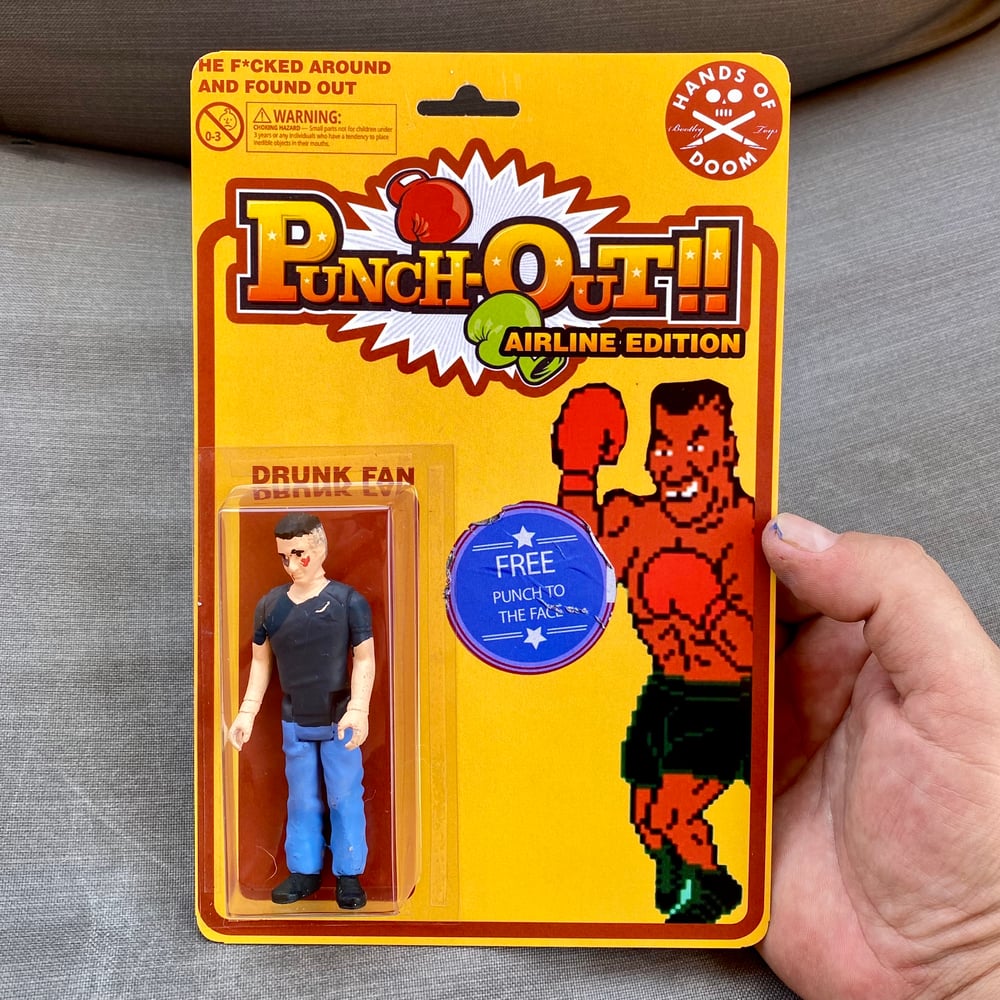 HE F*CKED AROUND
AND FOUND OUT
0-3
WARNING:
CHOKING HAZARD — Small parts not for children under
3 years or any individuals who have a tendency to place
inedible objects in their mouths.
HANDS OF
Bootleg Toys
DOOM
PUNCH-OUT!!
AIRLINE EDITION
DRUNK FAN
FREE
PUNCH TO
THE FACE